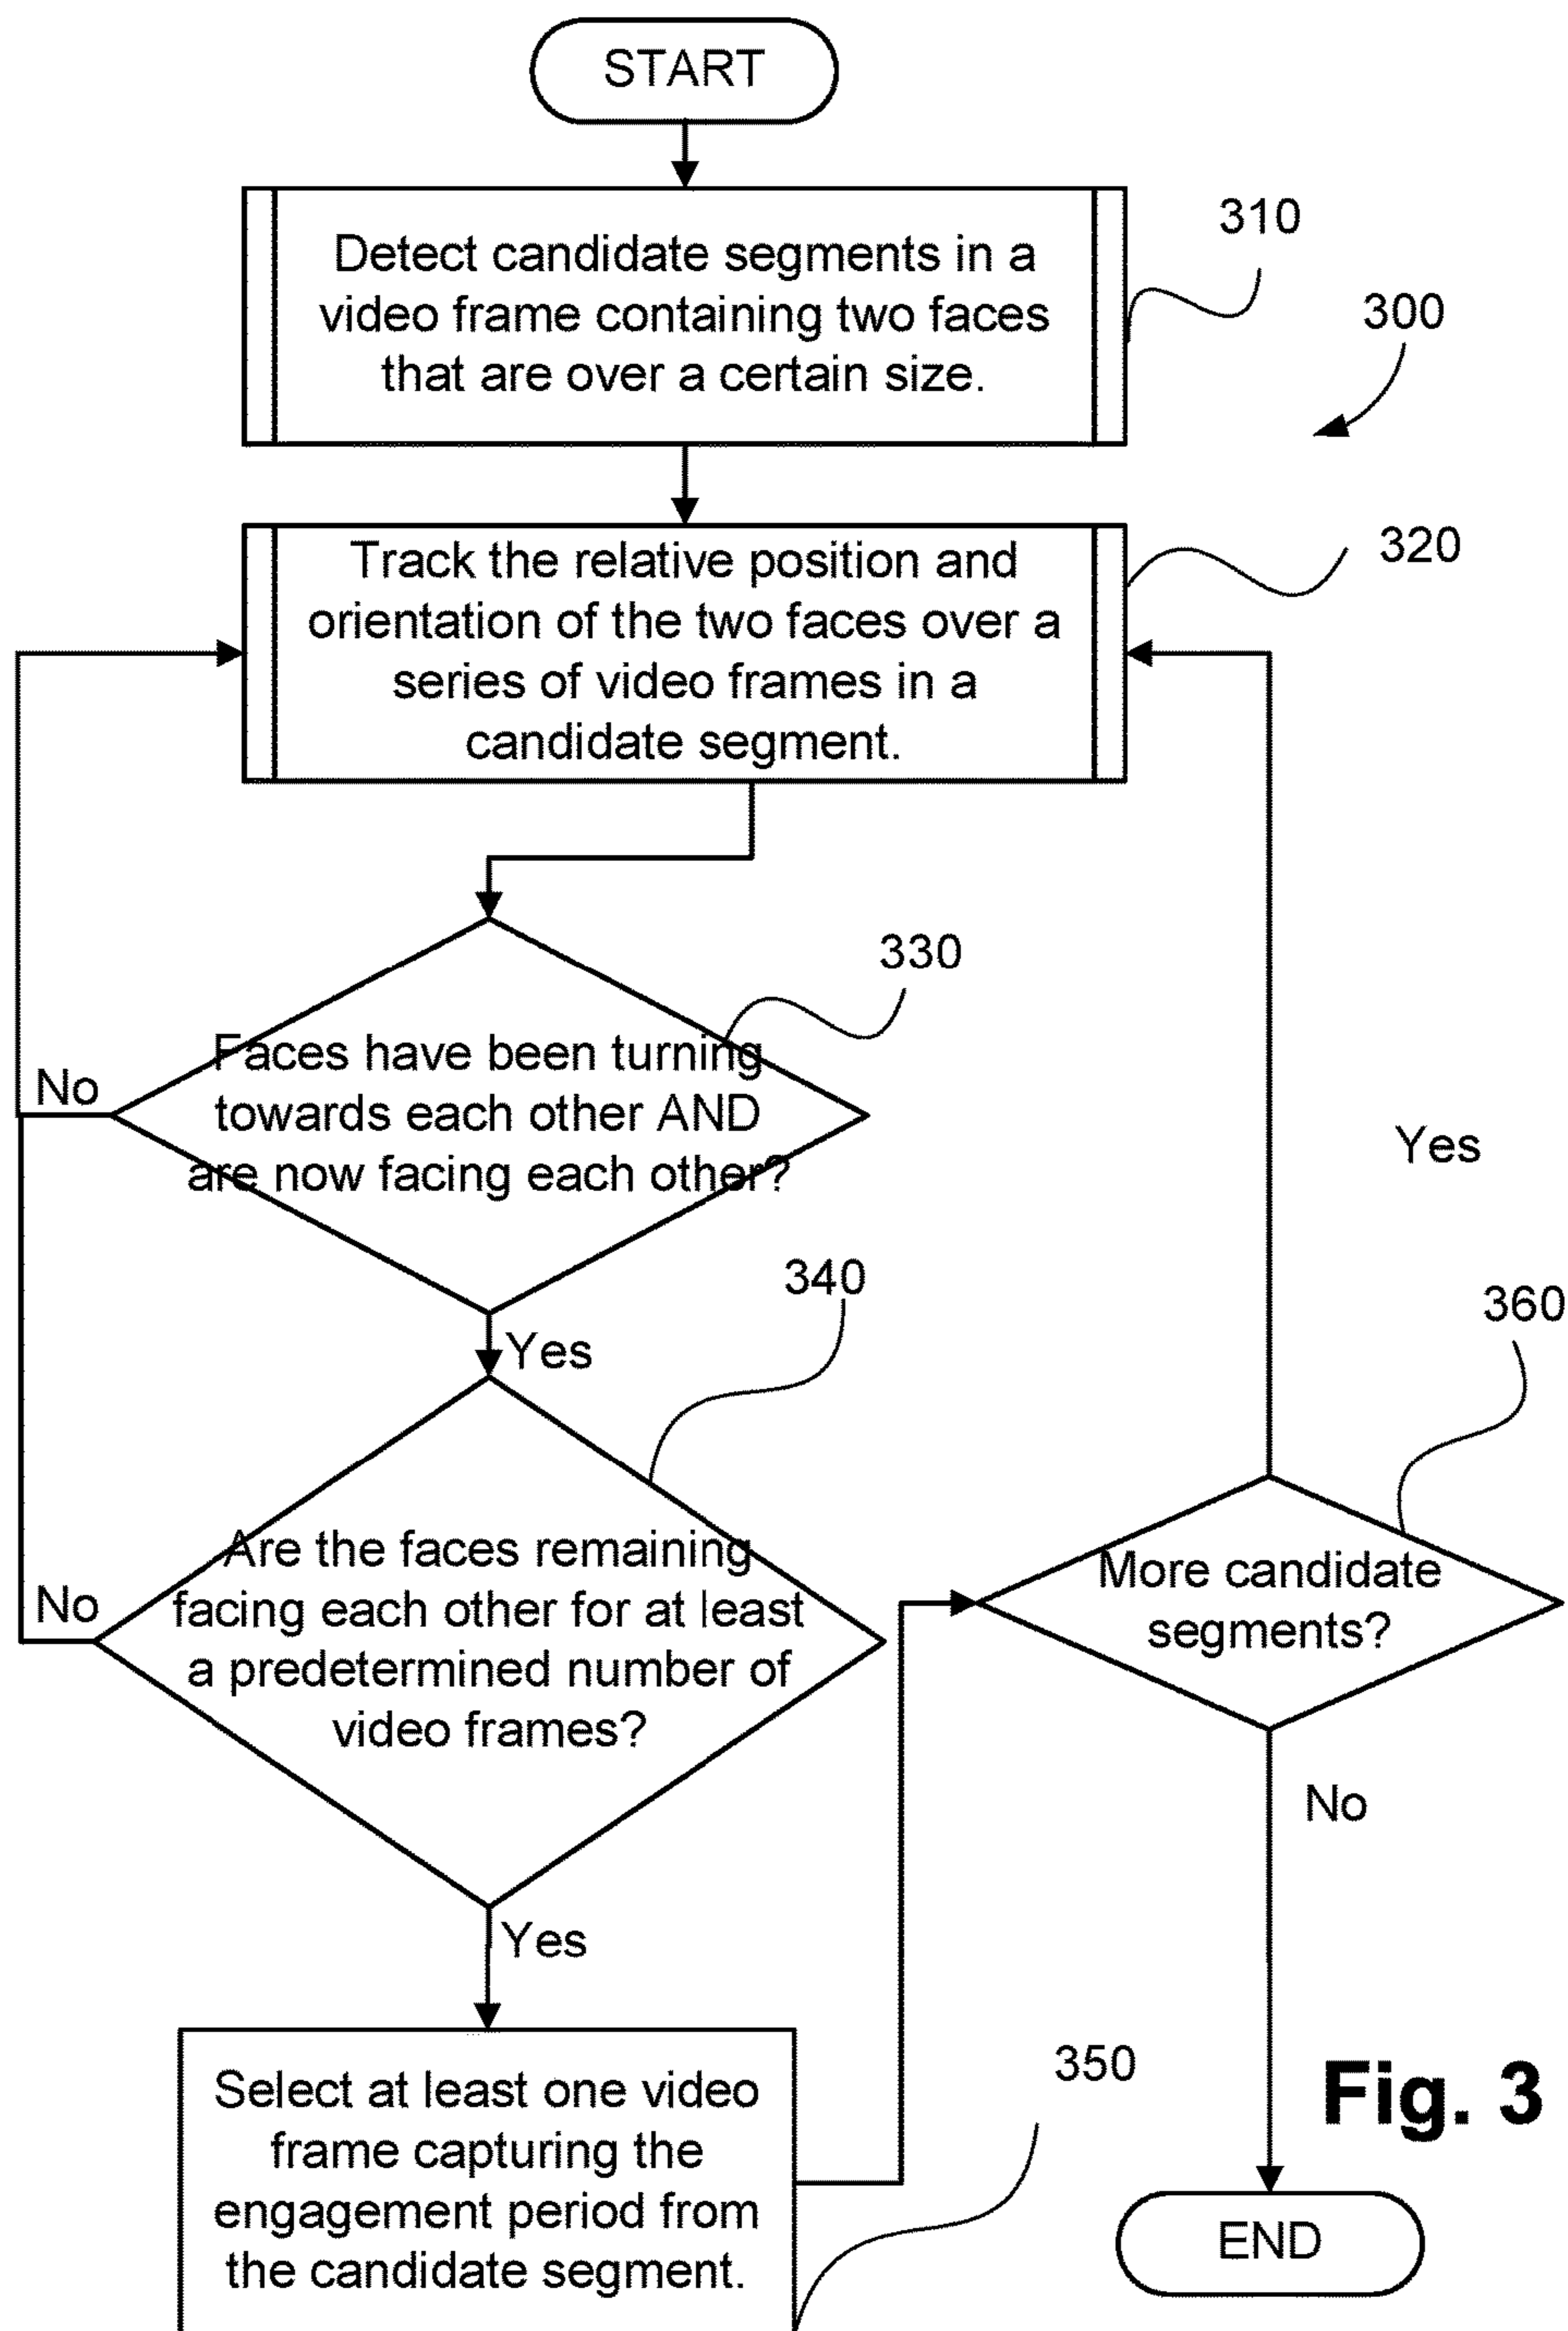 START
Detect candidate segments in a
video frame containing two faces
that are over a certain size.
310
300
Track the relative position and
orientation of the two faces over a
series of video frames in a
candidate segment.
320
Faces have been turning
towards each other AND
are now facing each other?
330
No
Yes
Yes
340
360
Are the faces remaining
facing each other for at least
a predetermined number of
video frames?
No
More candidate
segments?
No
Yes
Select at least one video
frame capturing the
engagement period from
the candidate segment.
350
Fig. 3
END